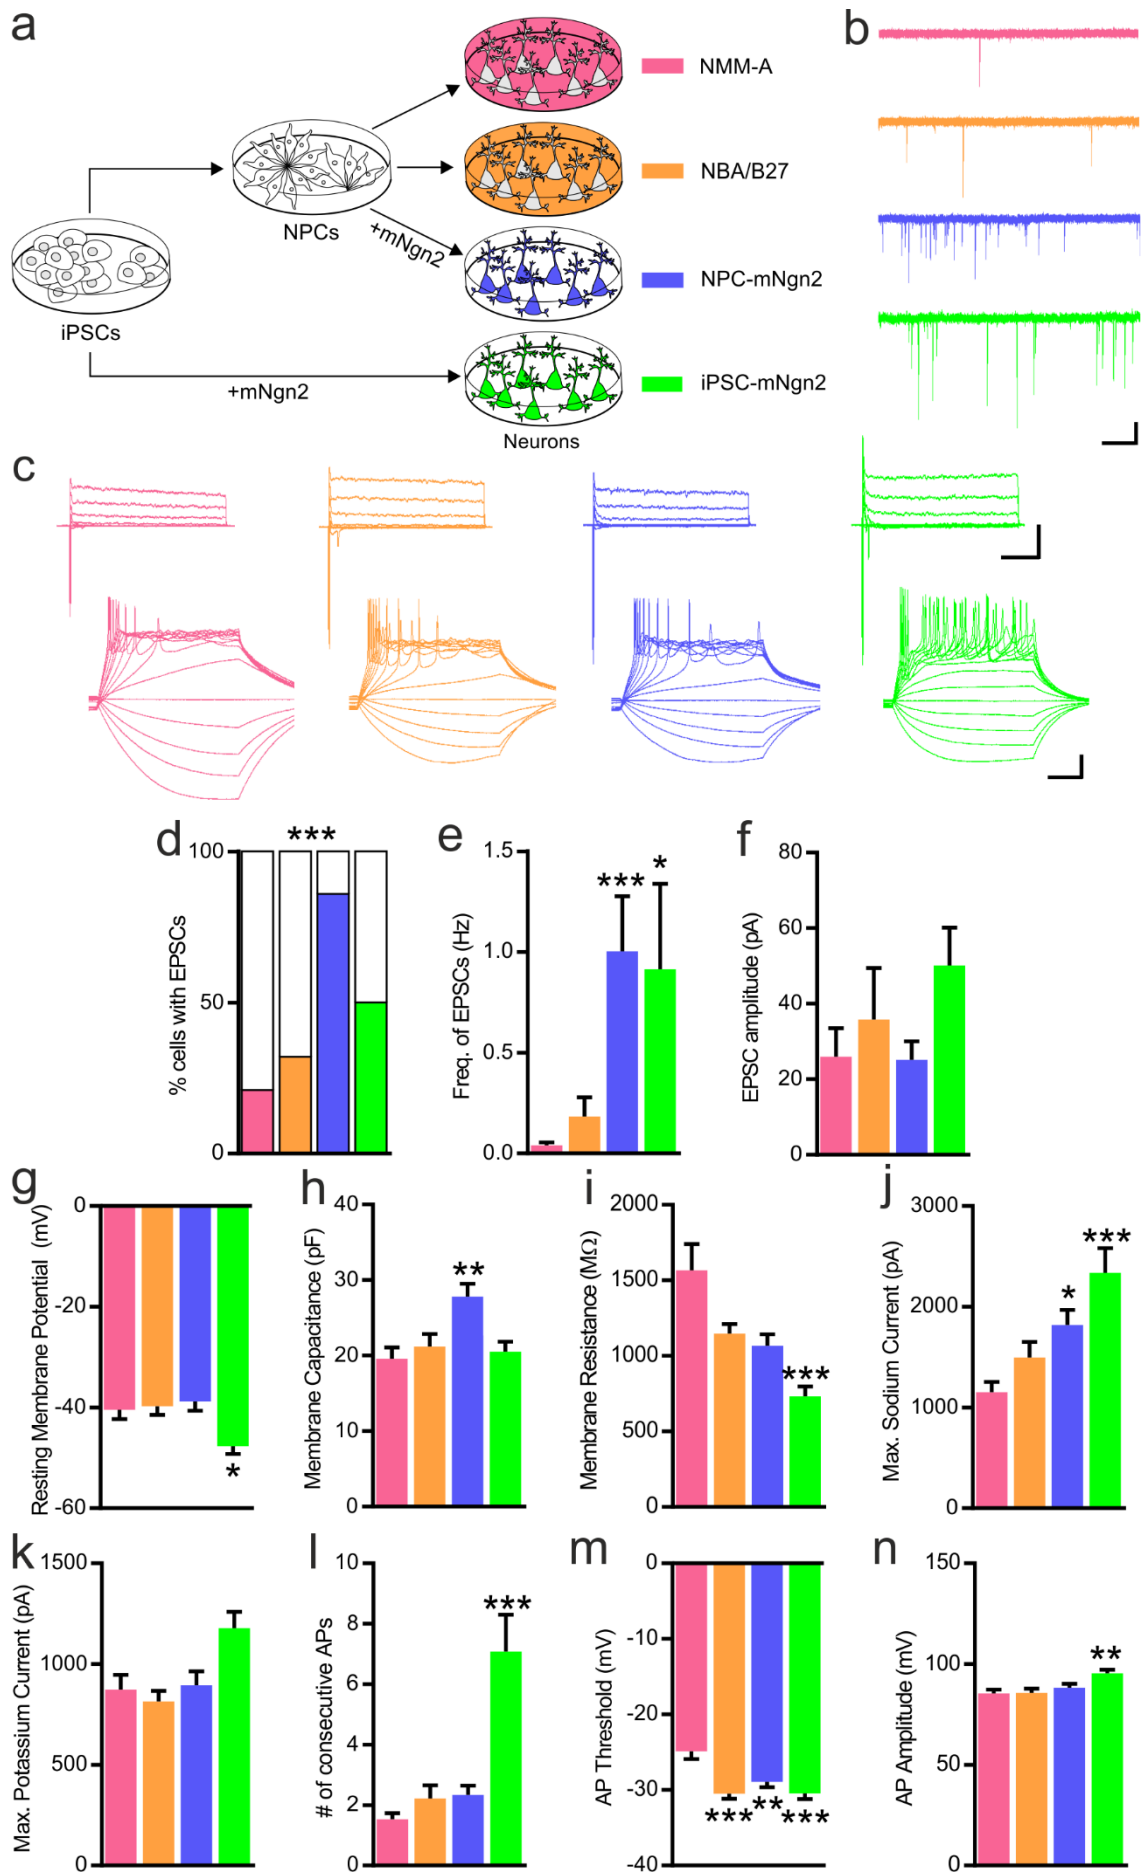 a
NMM-A
NBA/B27
NPC-mNgn2
iPSC-mNgn2
NPCs
+mNgn2
iPSCs
+mNgn2
Neurons
b
c
d
% cells with EPSCs
100
50
0
***
e
Freq. of EPSCs (Hz)
1.5
1.0
0.5
0.0
***
*
f
EPSC amplitude (pA)
80
60
40
20
0
g
Resting Membrane Potential (mV)
0
-20
-40
-60
*
h
Membrane Capacitance (pF)
40
30
20
10
0
**
i
Membrane Resistance (MΩ)
2000
1500
1000
500
0
***
j
Max. Sodium Current (pA)
3000
2000
1000
0
*
***
k
Max. Potassium Current (pA)
1500
1000
500
0
l
# of consecutive APs
10
8
6
4
2
0
***
m
AP Threshold (mV)
0
-10
-20
-30
-40
***
**
***
n
AP Amplitude (mV)
150
100
50
0
**